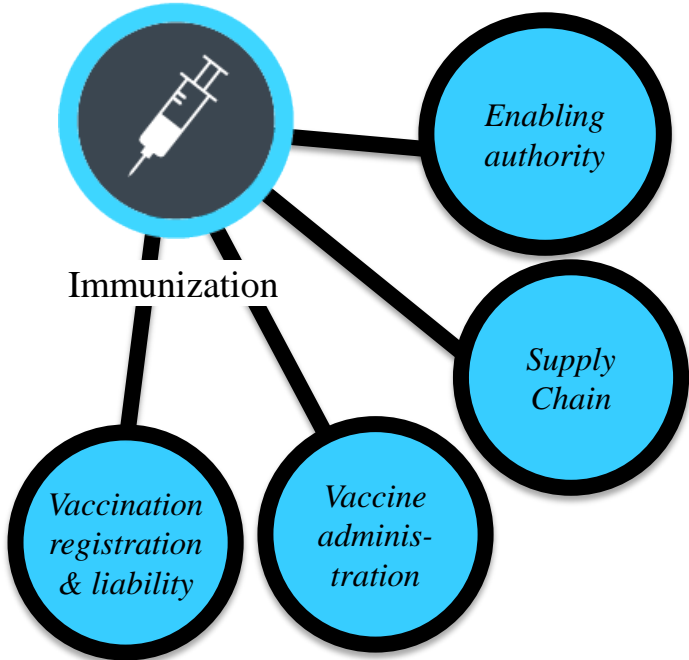 Enabling
authority
Immunization
Supply
Chain
Vaccination
registration
& liability
Vaccine
adminis-
tration